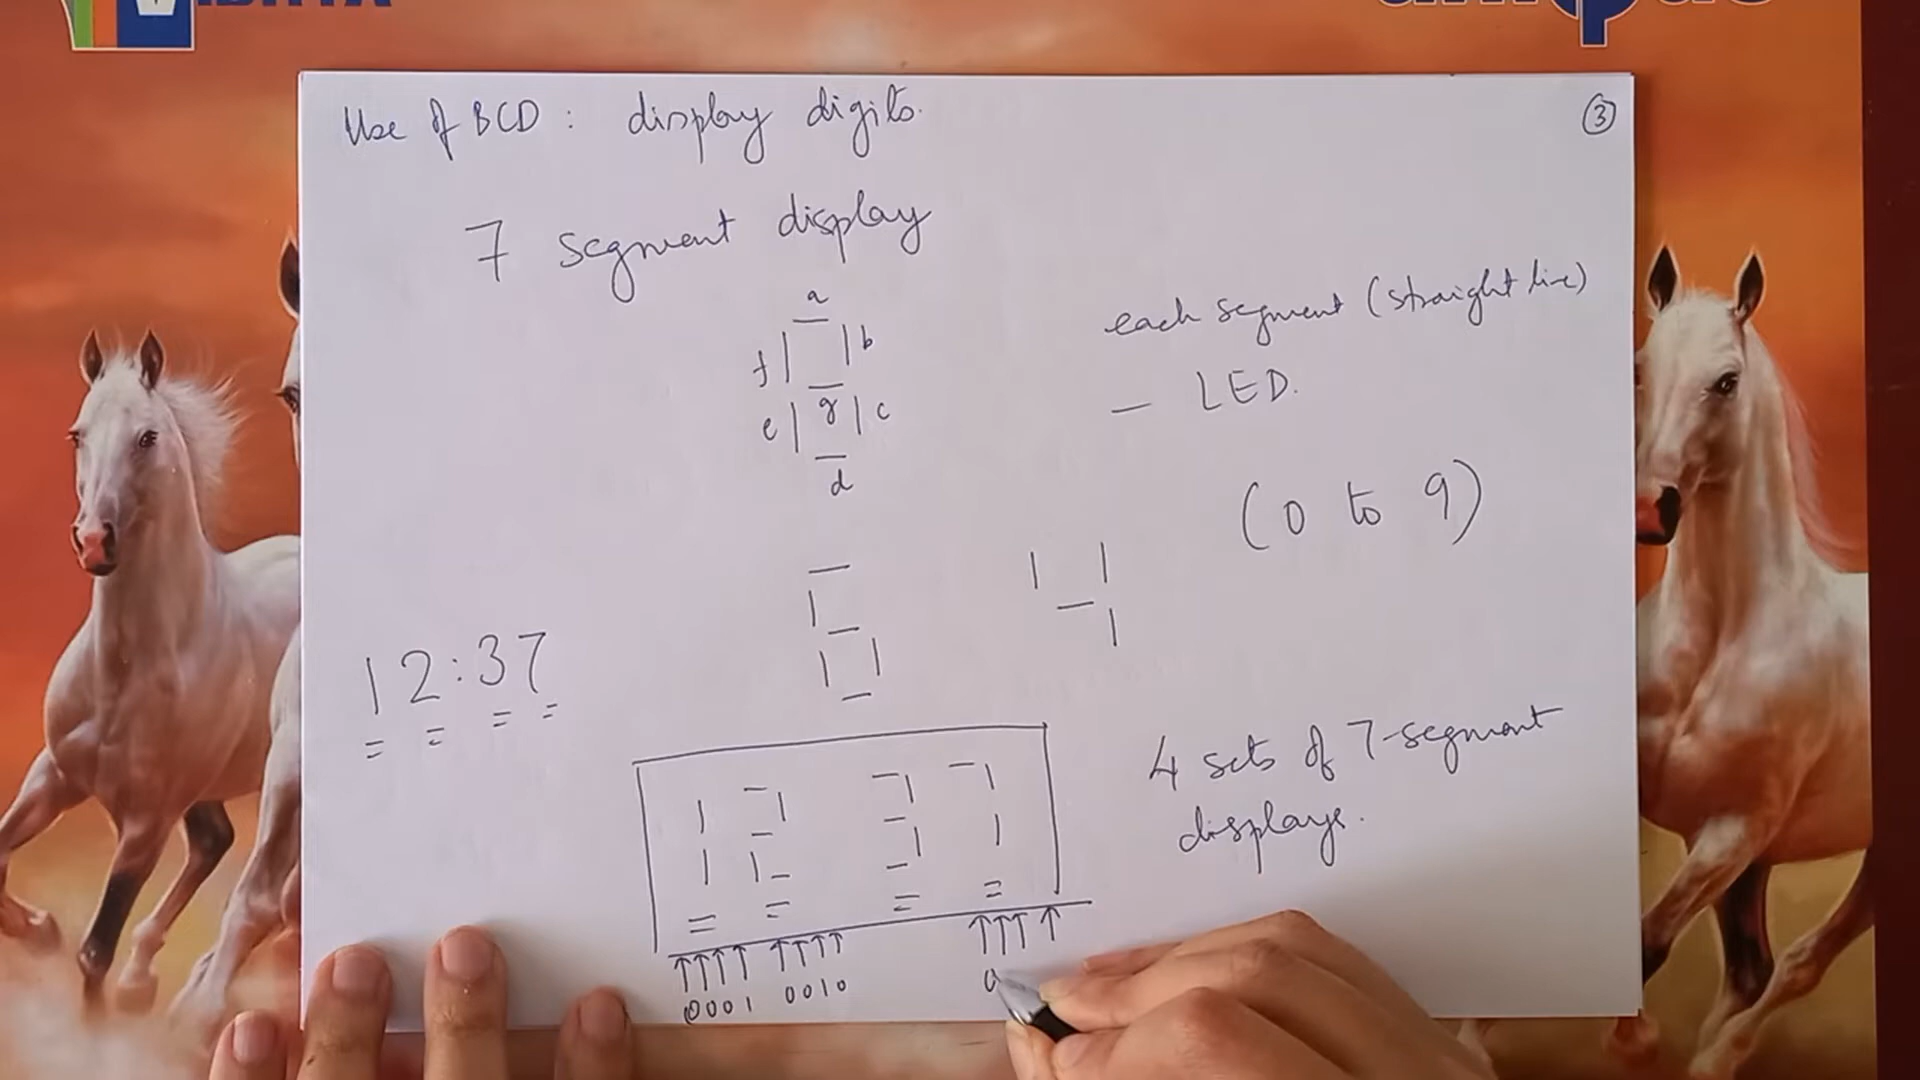 Use of BCD : display digits.
3
7 segment display
a
f b
g
e c
d
each segment (straight line)
— LED.
(0 to 9)
12:37
4 sets of 7-segment
displays.
0001 0010 0